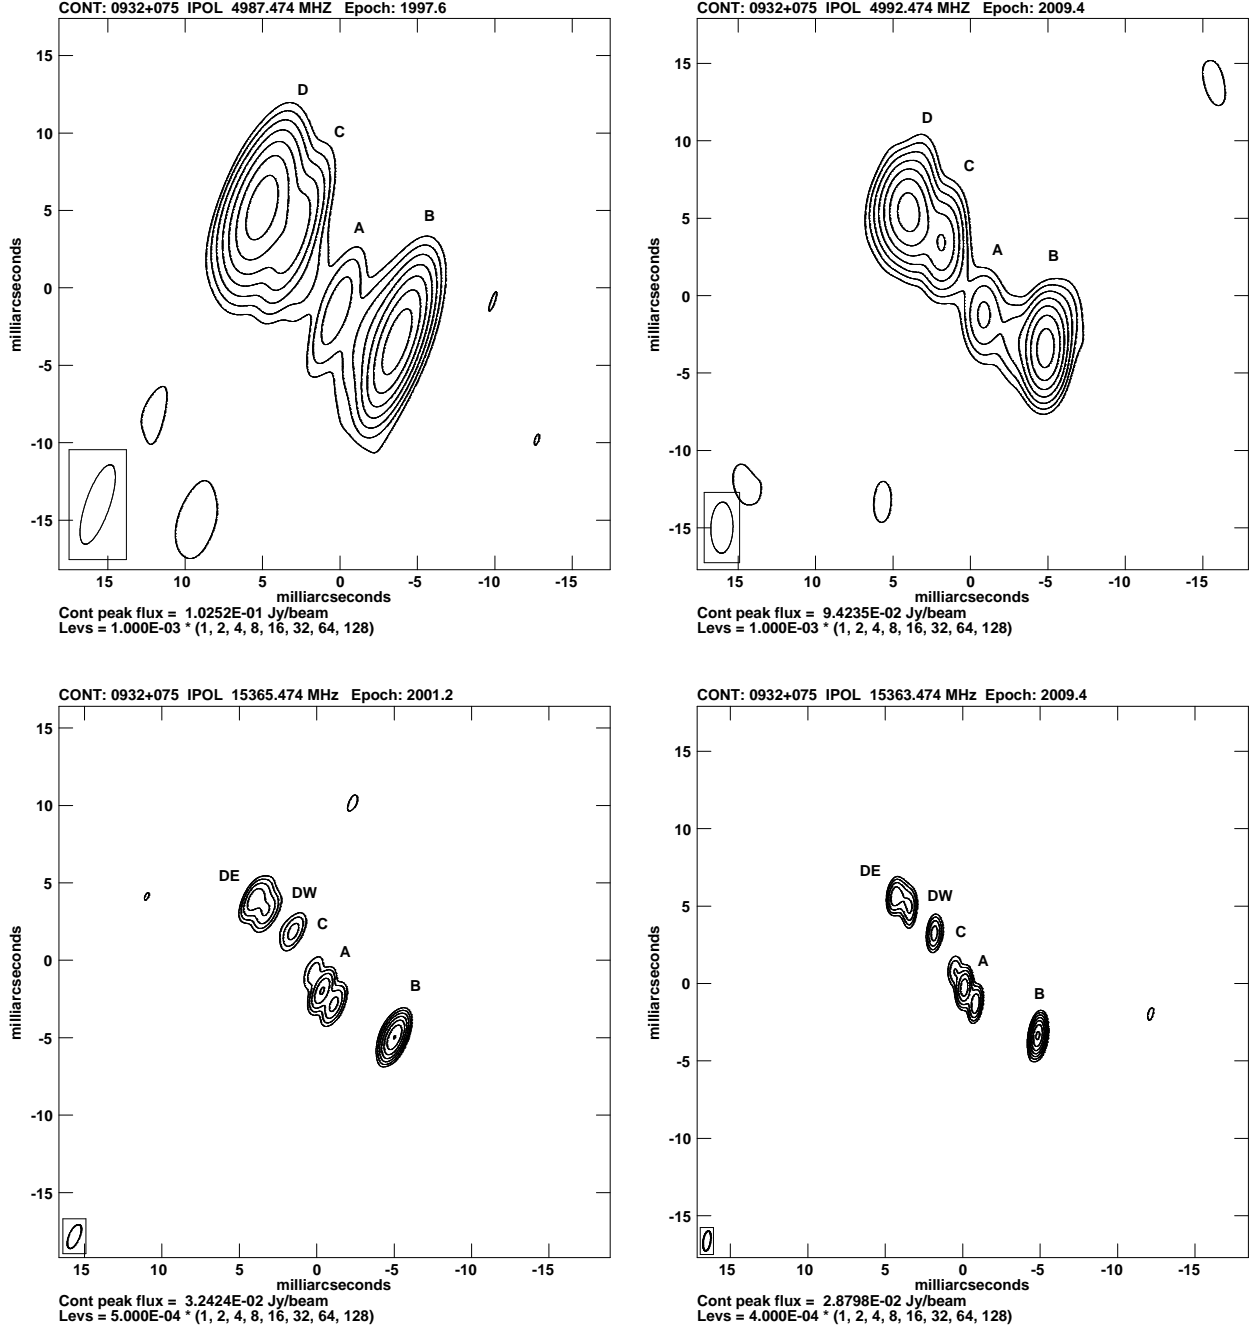 CONT: 0932+075 IPOL 4987.474 MHZ Epoch: 1997.6
D
C
A
B
15
10
5
0
-5
-10
-15
milliarcseconds
15 10 5 0 -5 -10 -15
milliarcseconds
Cont peak flux = 1.0252E-01 Jy/beam
Levs = 1.000E-03 * (1, 2, 4, 8, 16, 32, 64, 128)
CONT: 0932+075 IPOL 4992.474 MHZ Epoch: 2009.4
D
C
A
B
15
10
5
0
-5
-10
-15
milliarcseconds
15 10 5 0 -5 -10 -15
milliarcseconds
Cont peak flux = 9.4235E-02 Jy/beam
Levs = 1.000E-03 * (1, 2, 4, 8, 16, 32, 64, 128)
CONT: 0932+075 IPOL 15365.474 MHz Epoch: 2001.2
DE
DW
C
A
B
15
10
5
0
-5
-10
-15
milliarcseconds
15 10 5 0 -5 -10 -15
milliarcseconds
Cont peak flux = 3.2424E-02 Jy/beam
Levs = 5.000E-04 * (1, 2, 4, 8, 16, 32, 64, 128)
CONT: 0932+075 IPOL 15363.474 MHz Epoch: 2009.4
DE
DW
C
A
B
15
10
5
0
-5
-10
-15
milliarcseconds
15 10 5 0 -5 -10 -15
milliarcseconds
Cont peak flux = 2.8798E-02 Jy/beam
Levs = 4.000E-04 * (1, 2, 4, 8, 16, 32, 64, 128)